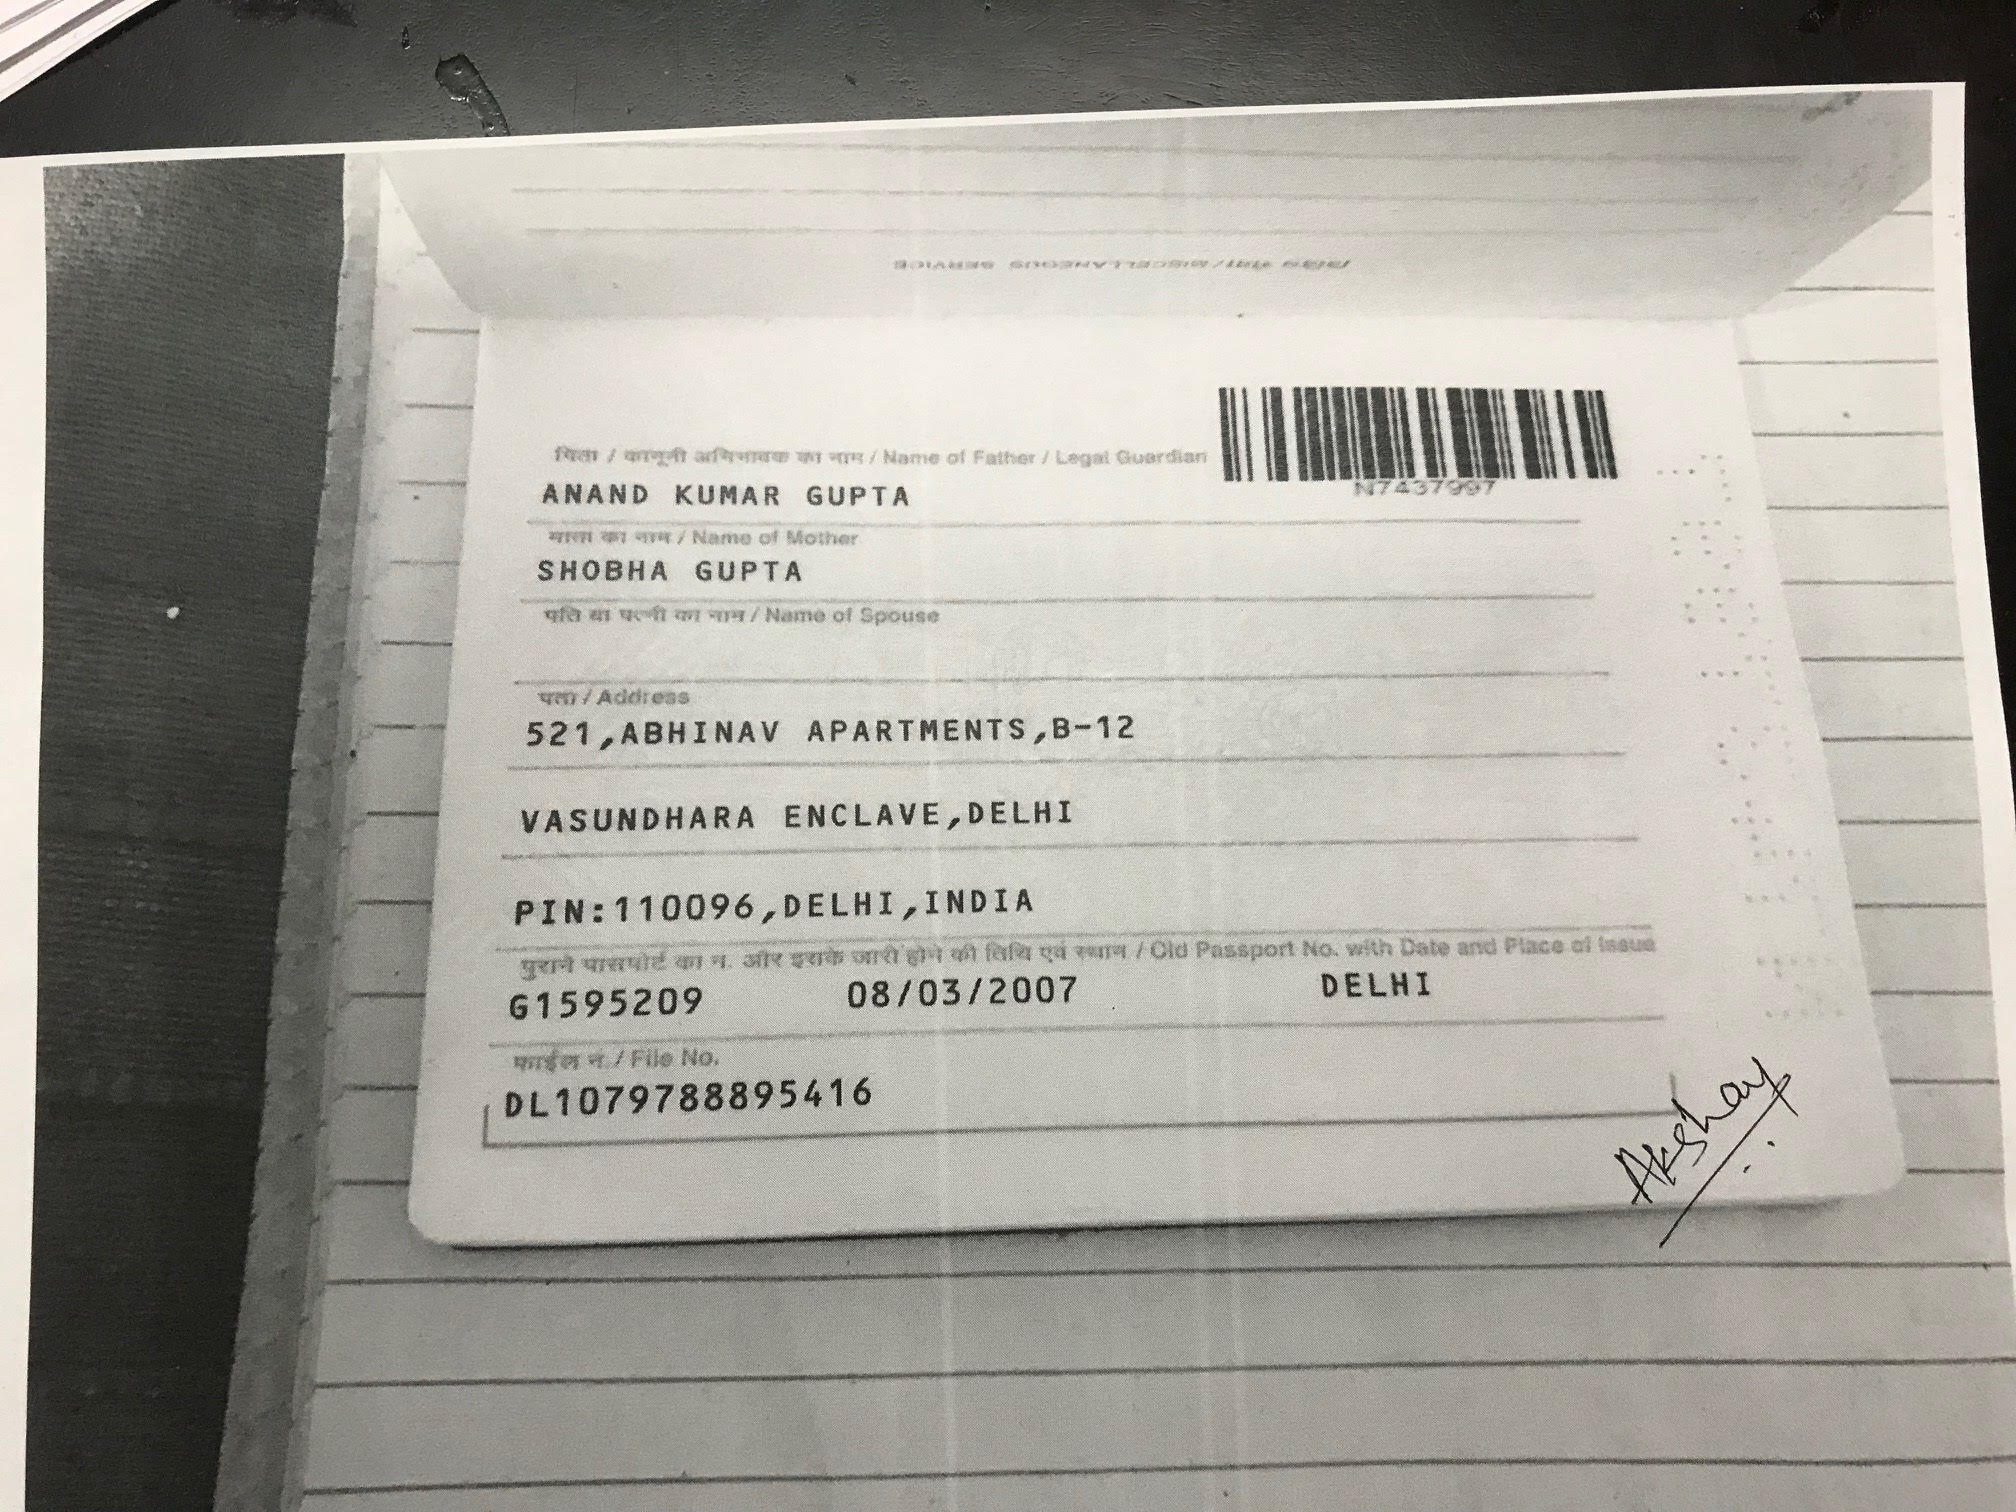 विविध सेवा/MISCELLANEOUS SERVICE
पिता / कानूनी अभिभावक का नाम / Name of Father / Legal Guardian
ANAND KUMAR GUPTA
N7437997
माता का नाम / Name of Mother
SHOBHA GUPTA
पति या पत्नी का नाम / Name of Spouse
पता / Address
521,ABHINAV APARTMENTS,B-12
VASUNDHARA ENCLAVE,DELHI
PIN:110096,DELHI,INDIA
पुराने पासपोर्ट का न. और इसके जारी होने की तिथि एवं स्थान / Old Passport No. with Date and Place of Issue
G1595209 08/03/2007 DELHI
फाईल न. / File No.
DL1079788895416
Akshay